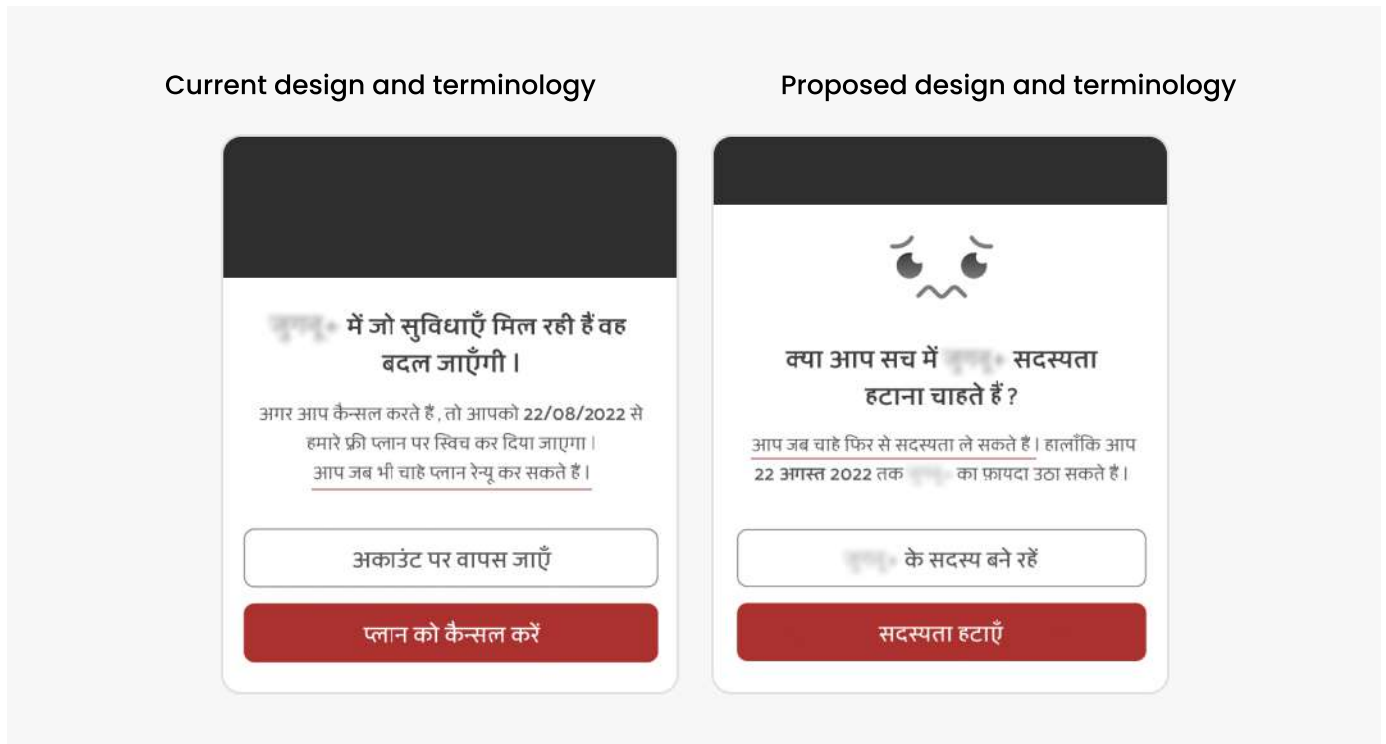 Current design and terminology
में जो सुविधाएँ मिल रही हैं वह
बदल जाएँगी ।
अगर आप कैन्सल करते हैं, तो आपको 22/08/2022 से
हमारे फ़्री प्लान पर स्विच कर दिया जाएगा ।
आप जब भी चाहे प्लान रेन्यू कर सकते हैं ।
अकाउंट पर वापस जाएँ
प्लान को कैन्सल करें
Proposed design and terminology
क्या आप सच में सदस्यता
हटाना चाहते हैं ?
आप जब चाहे फिर से सदस्यता ले सकते हैं । हालाँकि आप
22 अगस्त 2022 तक का फ़ायदा उठा सकते है ।
के सदस्य बने रहें
सदस्यता हटाएँ